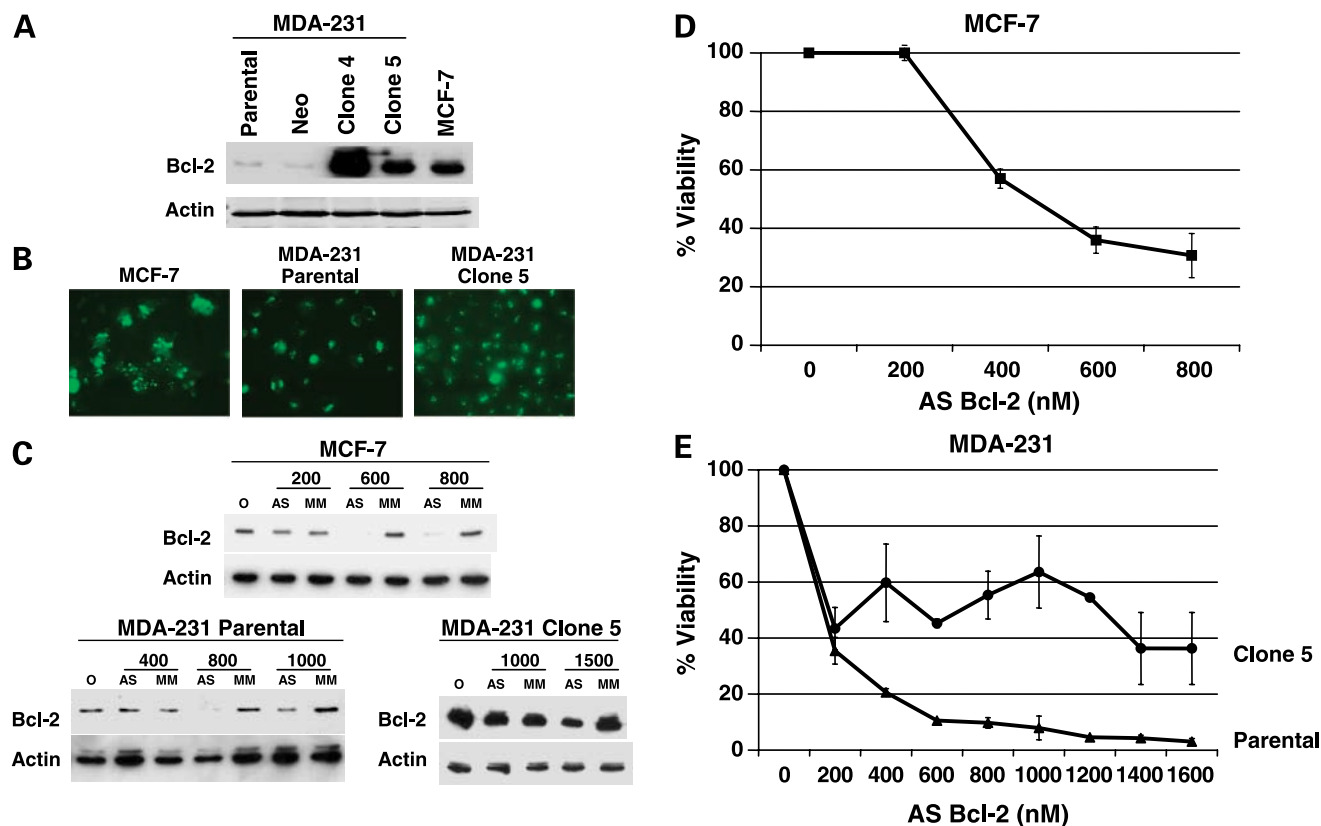 A
MDA-231
Parental
Neo
Clone 4
Clone 5
MCF-7
Bcl-2
Actin
B
MCF-7
MDA-231
Parental
MDA-231
Clone 5
C
MCF-7
200 600 800
O AS MM AS MM AS MM
Bcl-2
Actin
MDA-231 Parental
400 800 1000
O AS MM AS MM AS MM
Bcl-2
Actin
MDA-231 Clone 5
1000 1500
O AS MM AS MM
Bcl-2
Actin
D
MCF-7
% Viability
100
80
60
40
20
0
0 200 400 600 800
AS Bcl-2 (nM)
E
MDA-231
% Viability
100
80
60
40
20
0
Clone 5
Parental
0 200 400 600 800 1000 1200 1400 1600
AS Bcl-2 (nM)